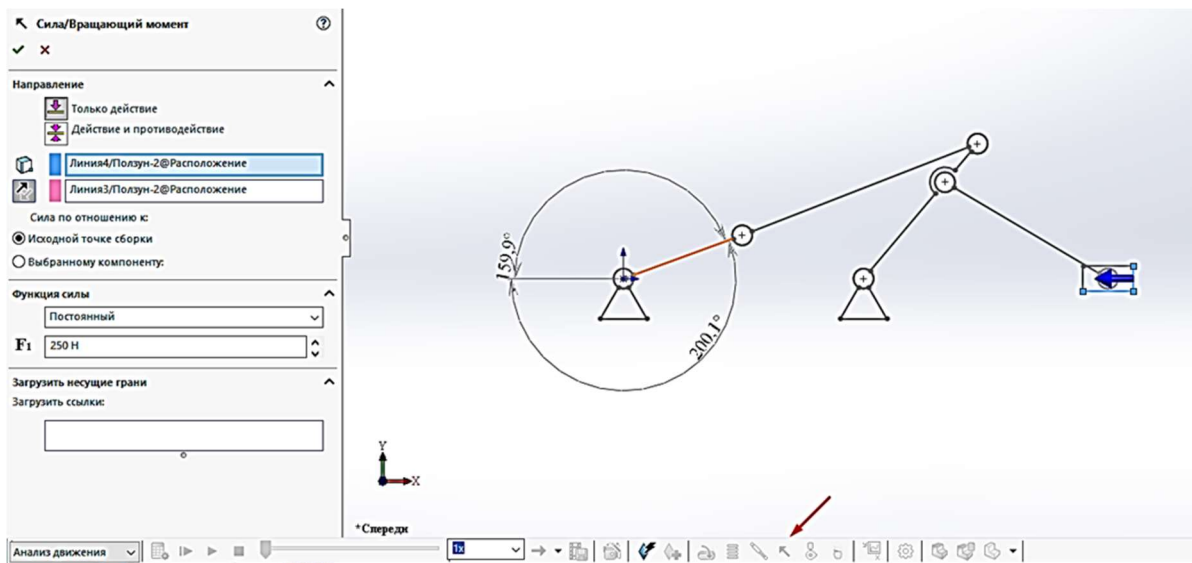 Сила/Вращающий момент
Направление
Только действие
Действие и противодействие
Линия4/Ползун-2@Расположение
Линия3/Ползун-2@Расположение
Сила по отношению к:
Исходной точке сборки
Выбранному компоненту:
Функция силы
Постоянный
F1 250 Н
Загрузить несущие грани
Загрузить ссылки:
159,9°
200,1°
Y
X
*Спереди
Анализ движения
1x